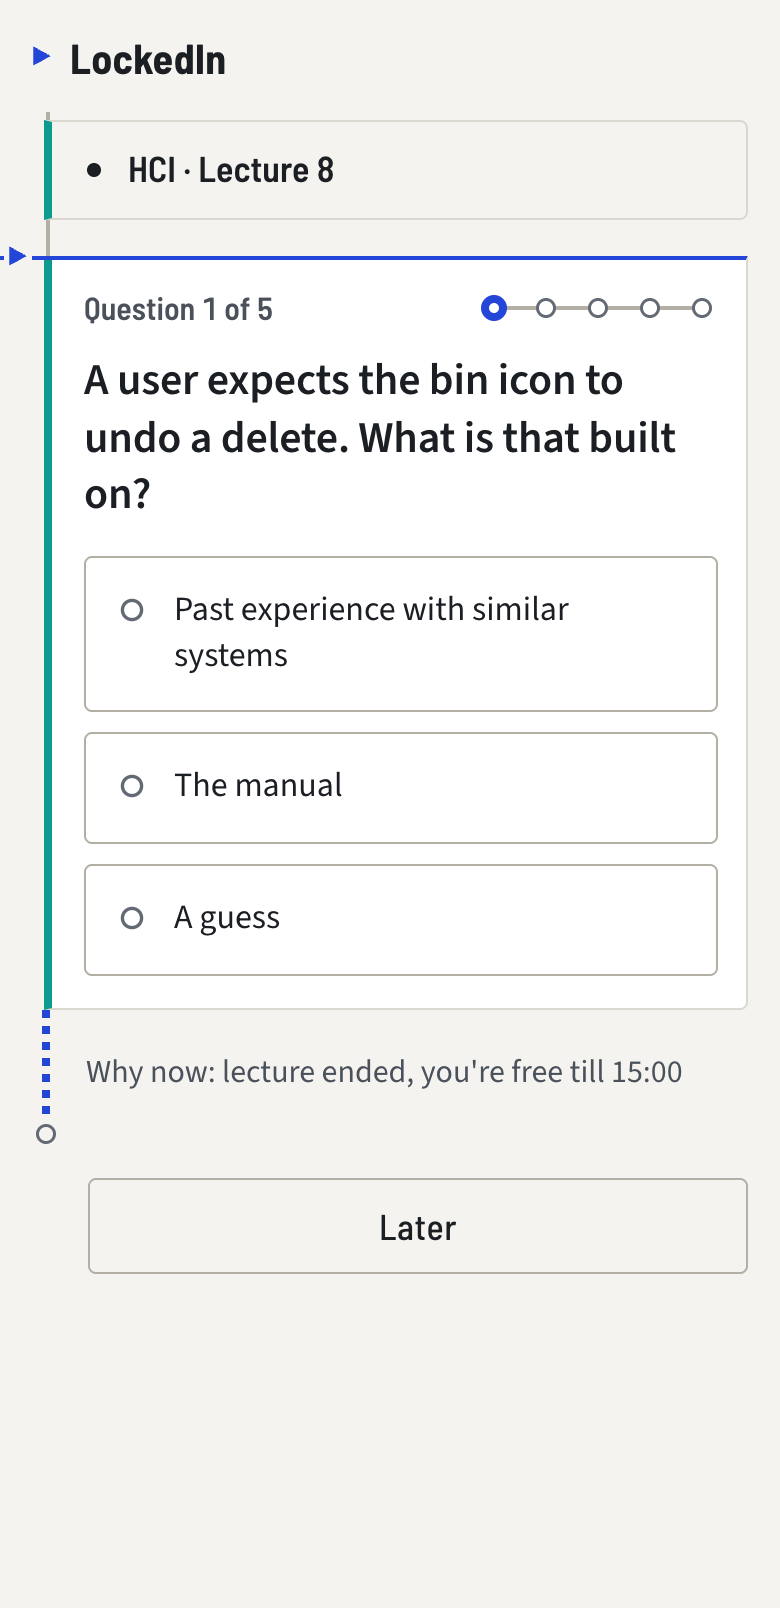 LockedIn
HCI · Lecture 8
Question 1 of 5
A user expects the bin icon to
undo a delete. What is that built
on?
Past experience with similar
systems
The manual
A guess
Why now: lecture ended, you're free till 15:00
Later